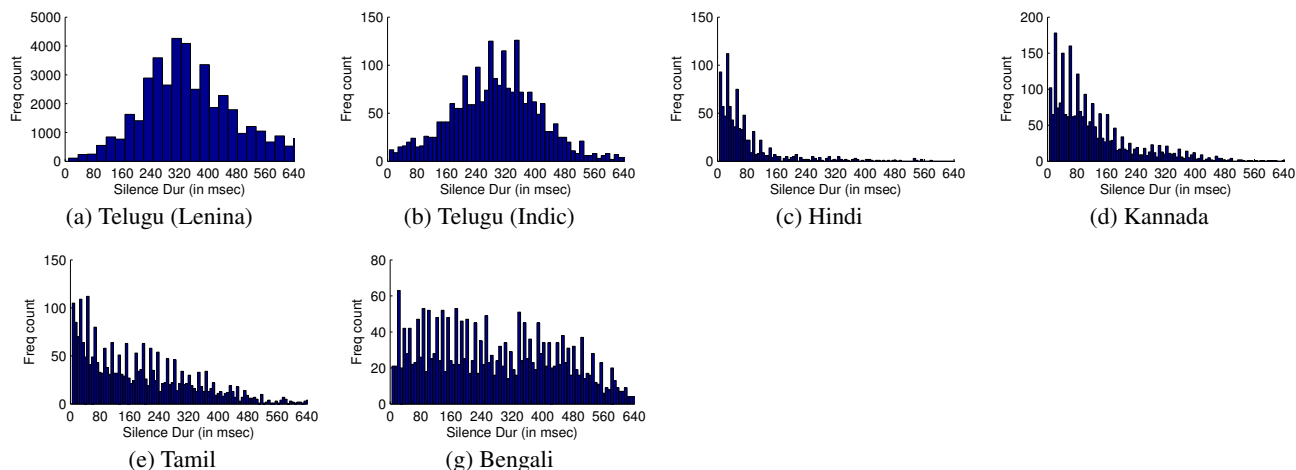 5000
4000
3000
2000
1000
0
Freq count
0 80 160 240 320 400 480 560 640
Silence Dur (in msec)
(a) Telugu (Lenina)
150
100
50
0
Freq count
0 80 160 240 320 400 480 560 640
Silence Dur (in msec)
(b) Telugu (Indic)
150
100
50
0
Freq count
0 80 160 240 320 400 480 560 640
Silence Dur (in msec)
(c) Hindi
200
150
100
50
0
Freq count
0 80 160 240 320 400 480 560 640
Silence Dur (in msec)
(d) Kannada
150
100
50
0
Freq count
0 80 160 240 320 400 480 560 640
Silence Dur (in msec)
(e) Tamil
80
60
40
20
0
Freq count
0 80 160 240 320 400 480 560 640
Silence Dur (in msec)
(g) Bengali